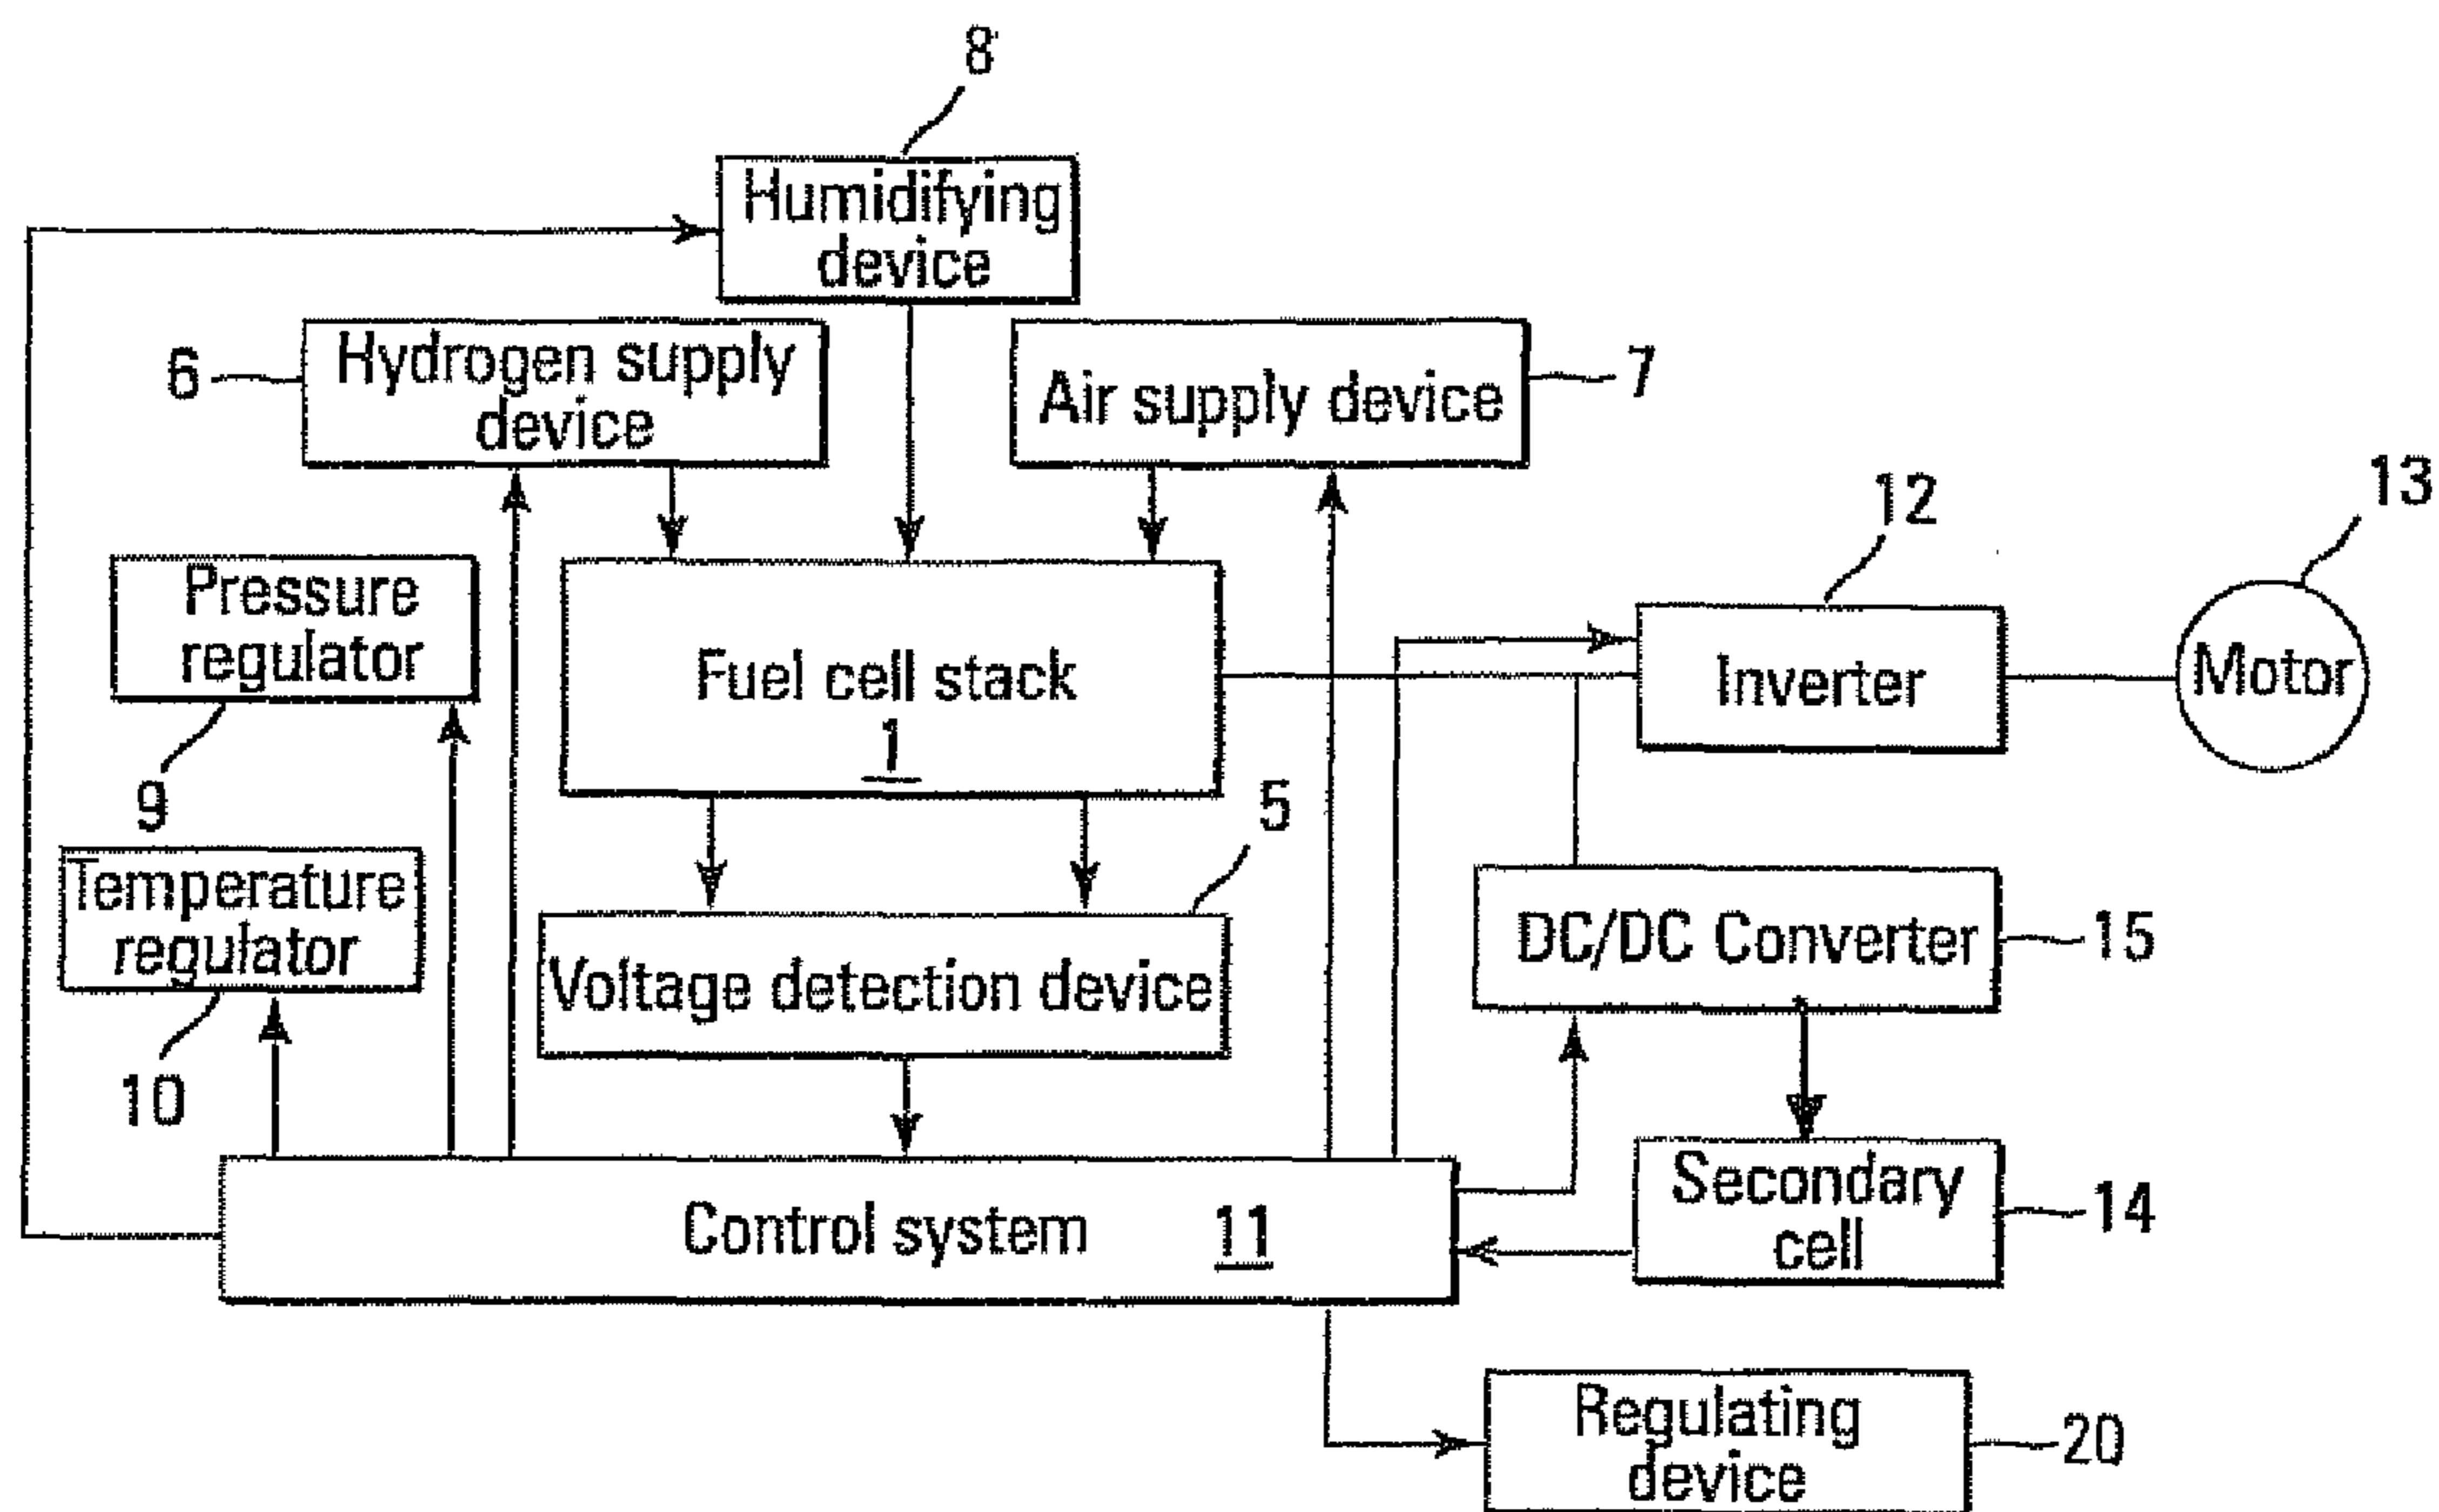 8
Humidifying
device
6
Hydrogen supply
device
Air supply device
7
Pressure
regulator
9
Fuel cell stack
1
12
Inverter
13
Motor
5
Temperature
regulator
10
Voltage detection device
DC/DC Converter
15
Control system 11
Secondary
cell
14
Regulating
device
20